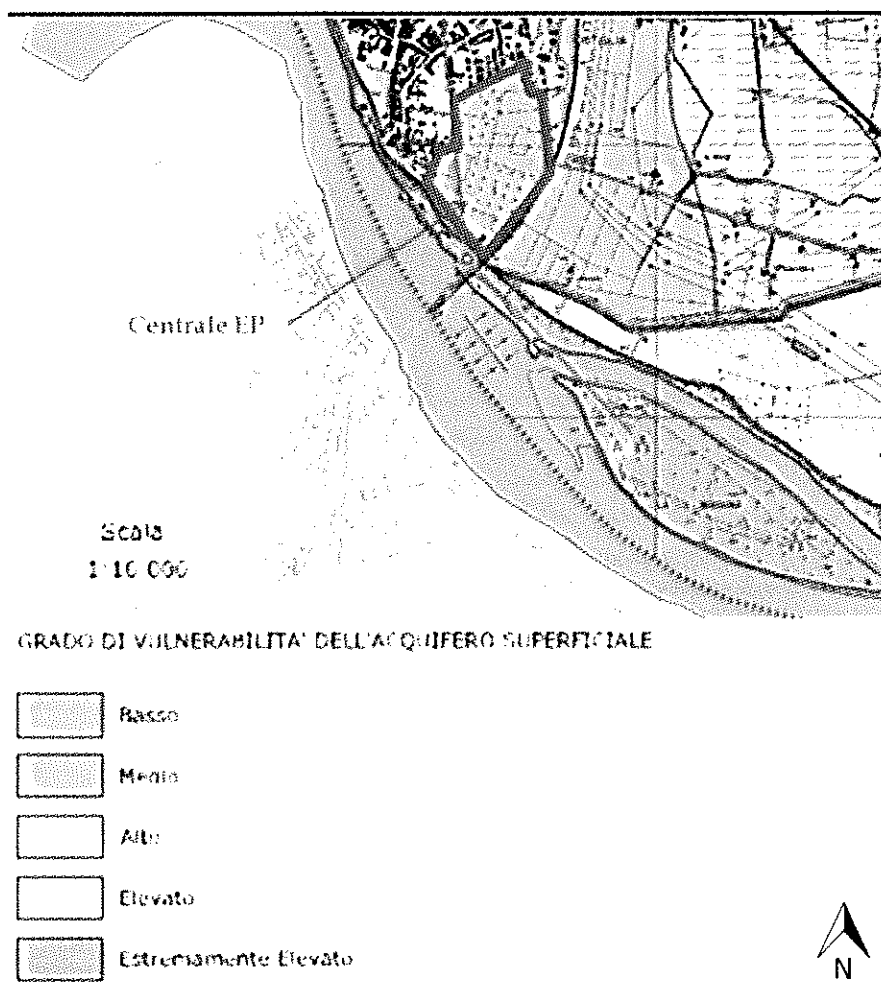 Centrale EP
Scala
1:10 000
GRADO DI VULNERABILITA' DELL'ACQUIFERO SUPERFICIALE
Basso
Medio
Alto
Elevato
Estremamente Elevato
N